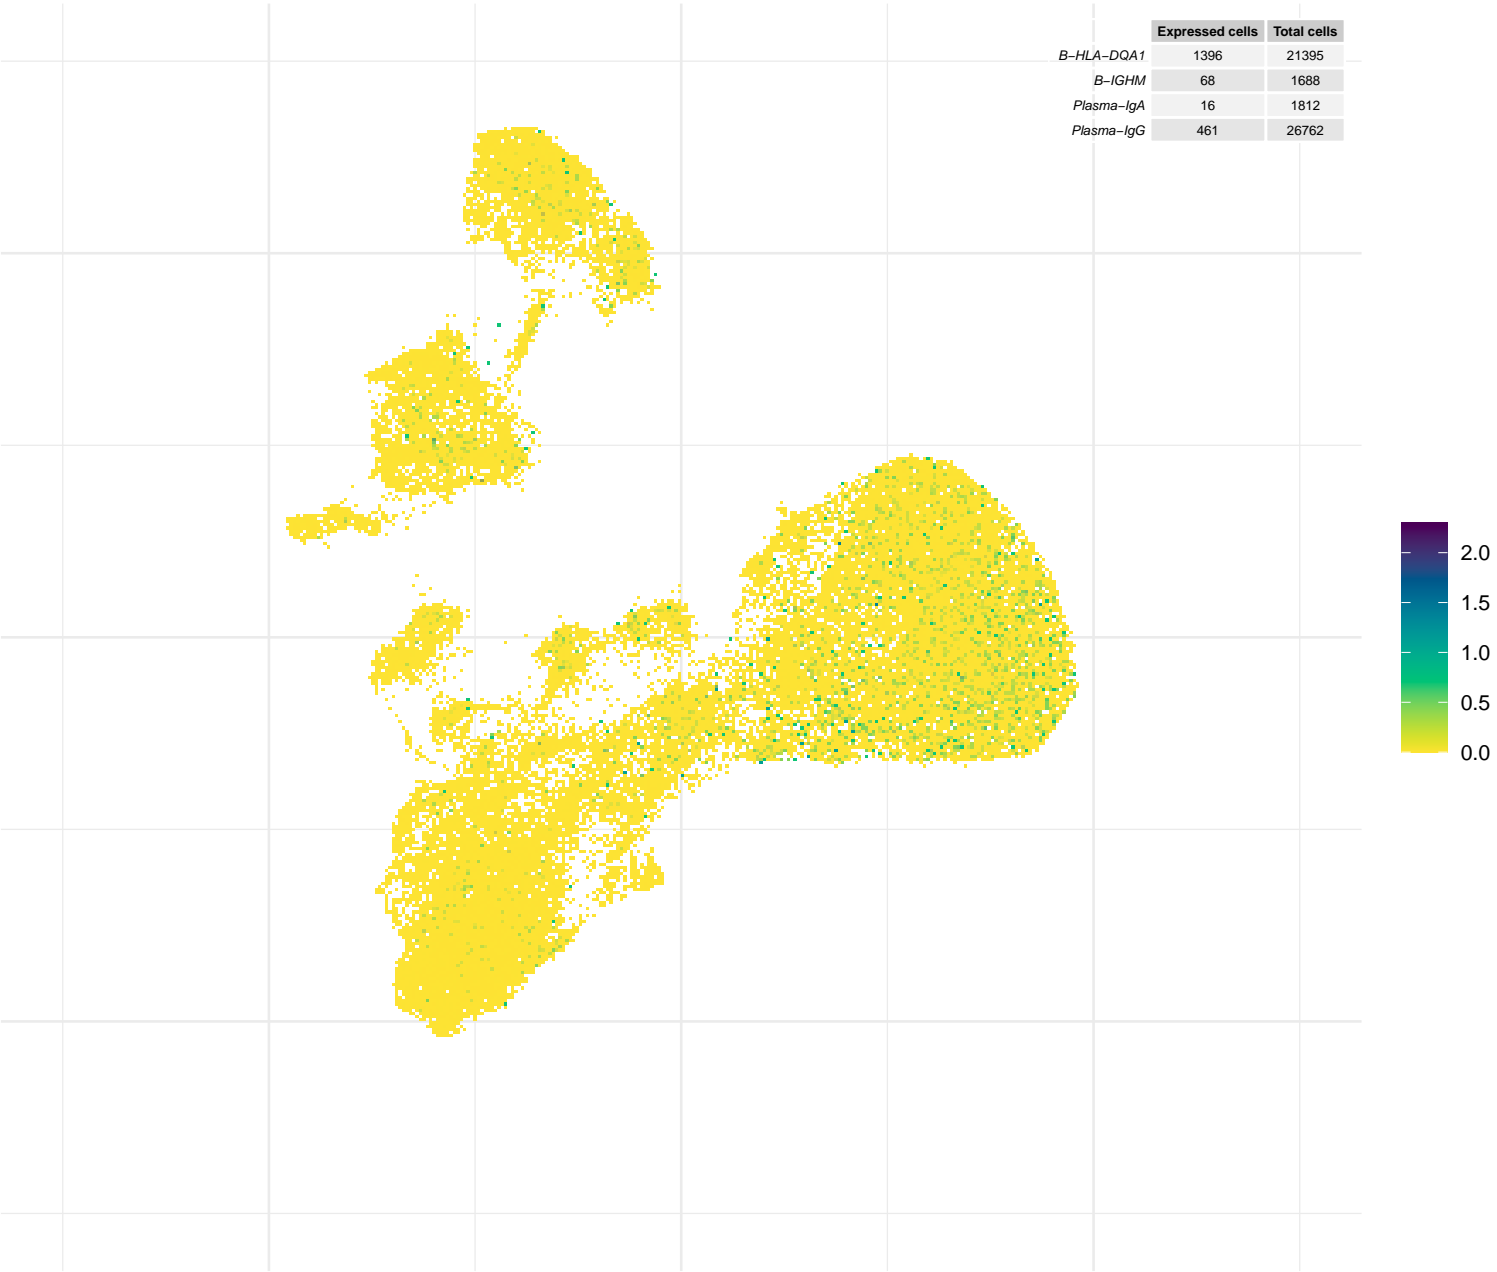 Expressed cells Total cells
B−HLA−DQA1 1396 21395
B−IGHM 68 1688
Plasma−IgA 16 1812
Plasma−IgG 461 26762
2.0
1.5
1.0
0.5
0.0